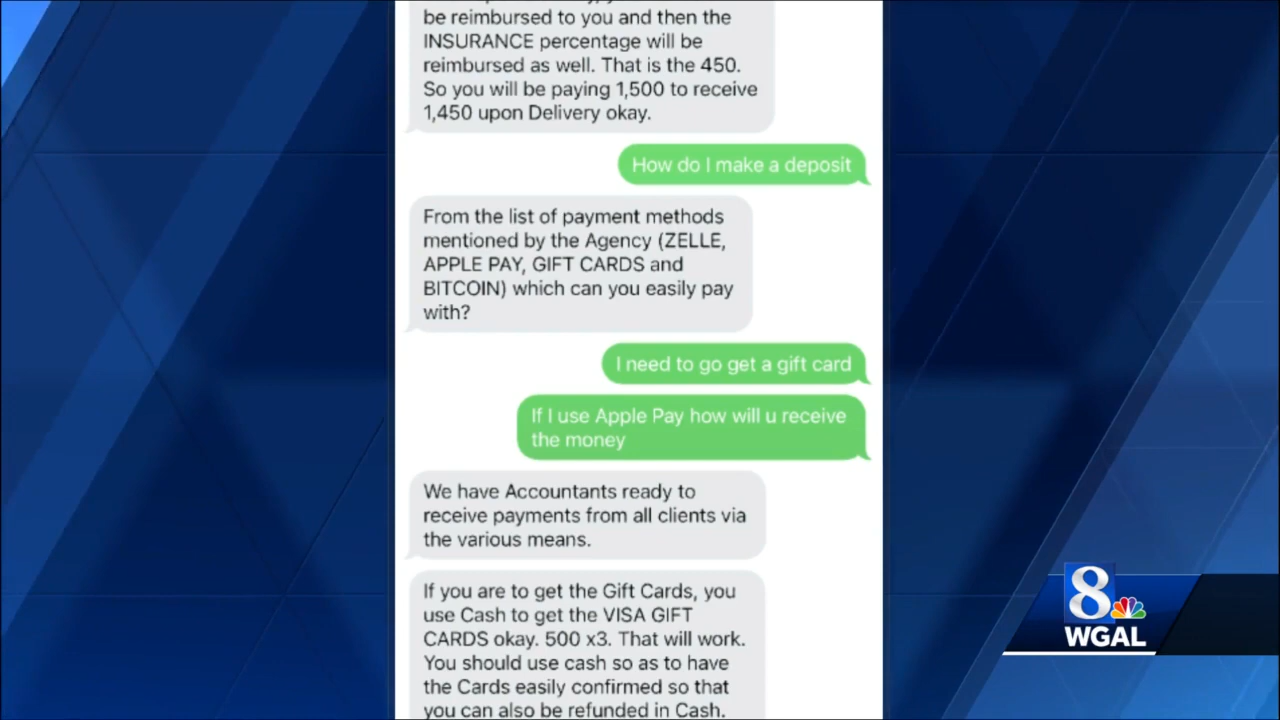 be reimbursed to you and then the
INSURANCE percentage will be
reimbursed as well. That is the 450.
So you will be paying 1,500 to receive
1,450 upon Delivery okay.
How do I make a deposit
From the list of payment methods
mentioned by the Agency (ZELLE,
APPLE PAY, GIFT CARDS and
BITCOIN) which can you easily pay
with?
I need to go get a gift card
If I use Apple Pay how will u receive
the money
We have Accountants ready to
receive payments from all clients via
the various means.
If you are to get the Gift Cards, you
use Cash to get the VISA GIFT
CARDS okay. 500 x3. That will work.
You should use cash so as to have
the Cards easily confirmed so that
you can also be refunded in Cash.
8
WGAL